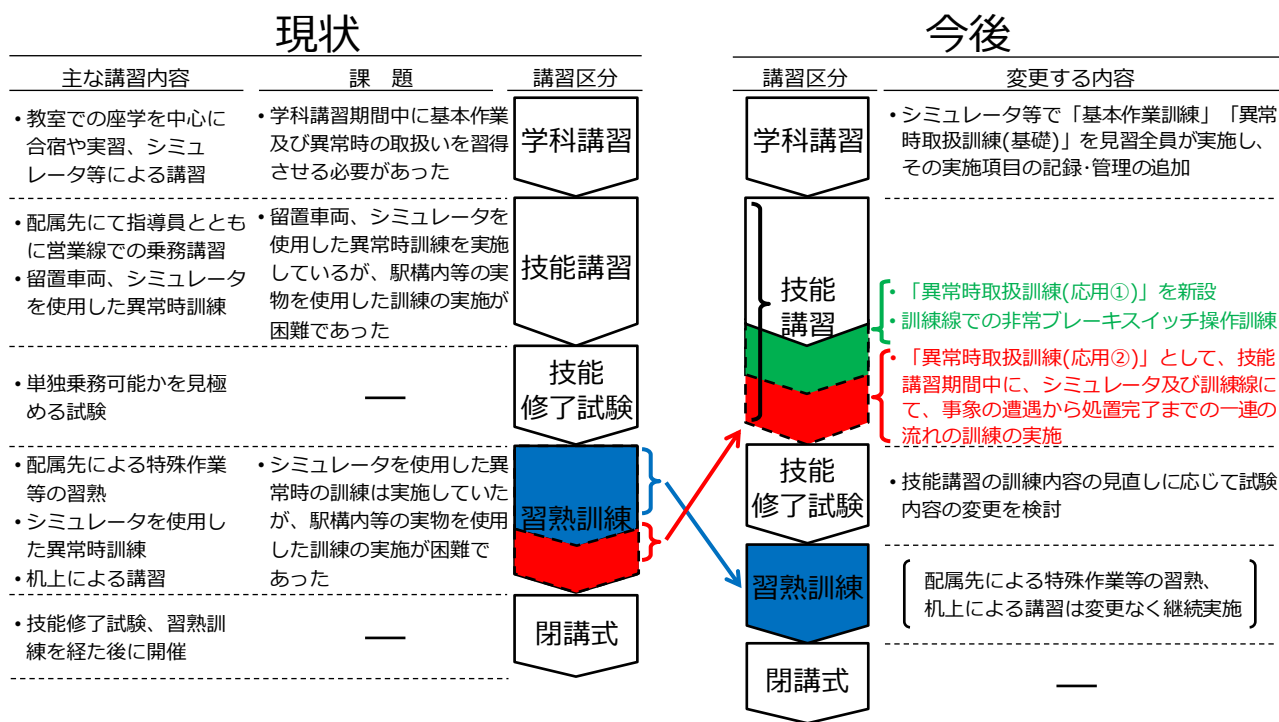 現状
主な講習内容
課　題
講習区分
・教室での座学を中心に
合宿や実習、シミュ
レータ等による講習
・学科講習期間中に基本作業
及び異常時の取扱いを習得
させる必要があった
学科講習
・配属先にて指導員ととも
に営業線での乗務講習
・留置車両、シミュレータ
を使用した異常時訓練
・留置車両、シミュレータを
使用した異常時訓練を実施
しているが、駅構内等の実
物を使用した訓練の実施が
困難であった
技能講習
・単独乗務可能かを見極
める試験
―
技能
修了試験
・配属先による特殊作業
等の習熟
・シミュレータを使用し
た異常時訓練
・机上による講習
・シミュレータを使用した異
常時の訓練は実施していた
が、駅構内等の実物を使用
した訓練の実施が困難で
あった
習熟訓練
・技能修了試験、習熟訓
練を経た後に開催
―
閉講式
今後
講習区分
変更する内容
学科講習
・シミュレータ等で「基本作業訓練」「異常
時取扱訓練(基礎)」を見習全員が実施し、
その実施項目の記録･管理の追加
技能
講習
・「異常時取扱訓練(応用①)」を新設
・訓練線での非常ブレーキスイッチ操作訓練
・「異常時取扱訓練(応用②)」として、技能
講習期間中に、シミュレータ及び訓練線に
て、事象の遭遇から処置完了までの一連の
流れの訓練の実施
技能
修了試験
・技能講習の訓練内容の見直しに応じて試験
内容の変更を検討
習熟訓練
配属先による特殊作業等の習熟、
机上による講習は変更なく継続実施
閉講式
―